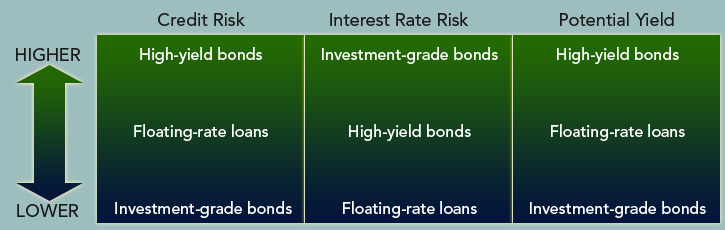 Credit Risk Interest Rate Risk Potential Yield
HIGHER High-yield bonds Investment-grade bonds High-yield bonds
Floating-rate loans High-yield bonds Floating-rate loans
LOWER Investment-grade bonds Floating-rate loans Investment-grade bonds